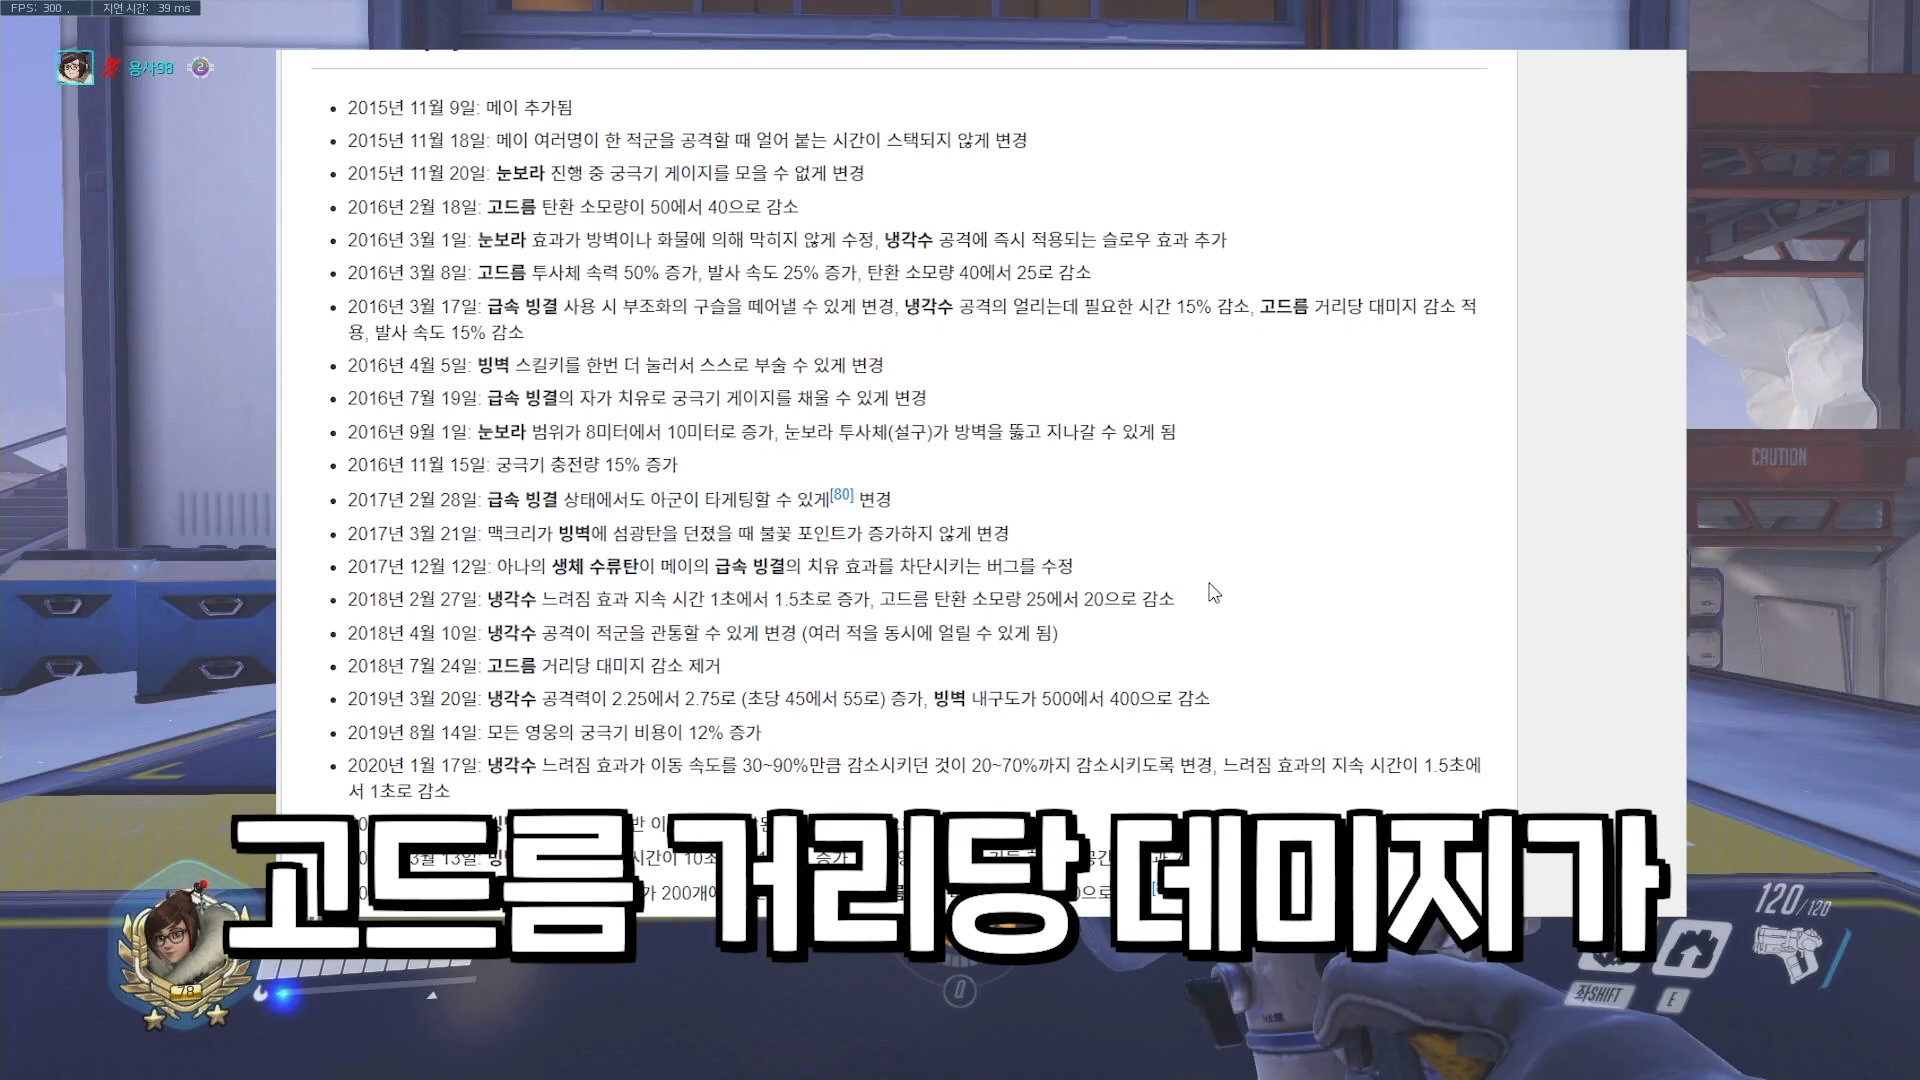 FPS: 300
지연 시간: 39 ms
용사98
2
2015년 11월 9일: 메이 추가됨
2015년 11월 18일: 메이 여러명이 한 적군을 공격할 때 얼어 붙는 시간이 스택되지 않게 변경
2015년 11월 20일: 눈보라 진행 중 궁극기 게이지를 모을 수 없게 변경
2016년 2월 18일: 고드름 탄환 소모량이 50에서 40으로 감소
2016년 3월 1일: 눈보라 효과가 방벽이나 화물에 의해 막히지 않게 수정, 냉각수 공격에 즉시 적용되는 슬로우 효과 추가
2016년 3월 8일: 고드름 투사체 속력 50% 증가, 발사 속도 25% 증가, 탄환 소모량 40에서 25로 감소
2016년 3월 17일: 급속 빙결 사용 시 부조화의 구슬을 떼어낼 수 있게 변경, 냉각수 공격의 얼리는데 필요한 시간 15% 감소, 고드름 거리당 대미지 감소 적
용, 발사 속도 15% 감소
2016년 4월 5일: 빙벽 스킬키를 한번 더 눌러서 스스로 부술 수 있게 변경
2016년 7월 19일: 급속 빙결의 자가 치유로 궁극기 게이지를 채울 수 있게 변경
2016년 9월 1일: 눈보라 범위가 8미터에서 10미터로 증가, 눈보라 투사체(설구)가 방벽을 뚫고 지나갈 수 있게 됨
2016년 11월 15일: 궁극기 충전량 15% 증가
2017년 2월 28일: 급속 빙결 상태에서도 아군이 타게팅할 수 있게[80] 변경
2017년 3월 21일: 맥크리가 빙벽에 섬광탄을 던졌을 때 불꽃 포인트가 증가하지 않게 변경
2017년 12월 12일: 아나의 생체 수류탄이 메이의 급속 빙결의 치유 효과를 차단시키는 버그를 수정
2018년 2월 27일: 냉각수 느려짐 효과 지속 시간 1초에서 1.5초로 증가, 고드름 탄환 소모량 25에서 20으로 감소
2018년 4월 10일: 냉각수 공격이 적군을 관통할 수 있게 변경 (여러 적을 동시에 얼릴 수 있게 됨)
2018년 7월 24일: 고드름 거리당 대미지 감소 제거
2019년 3월 20일: 냉각수 공격력이 2.25에서 2.75로 (초당 45에서 55로) 증가, 빙벽 내구도가 500에서 400으로 감소
2019년 8월 14일: 모든 영웅의 궁극기 비용이 12% 증가
2020년 1월 17일: 냉각수 느려짐 효과가 이동 속도를 30~90%만큼 감소시키던 것이 20~70%까지 감소시키도록 변경, 느려짐 효과의 지속 시간이 1.5초에
서 1초로 감소
고드름 거리당 데미지가
CAUTION
78
Q
좌SHIFT
E
120/120